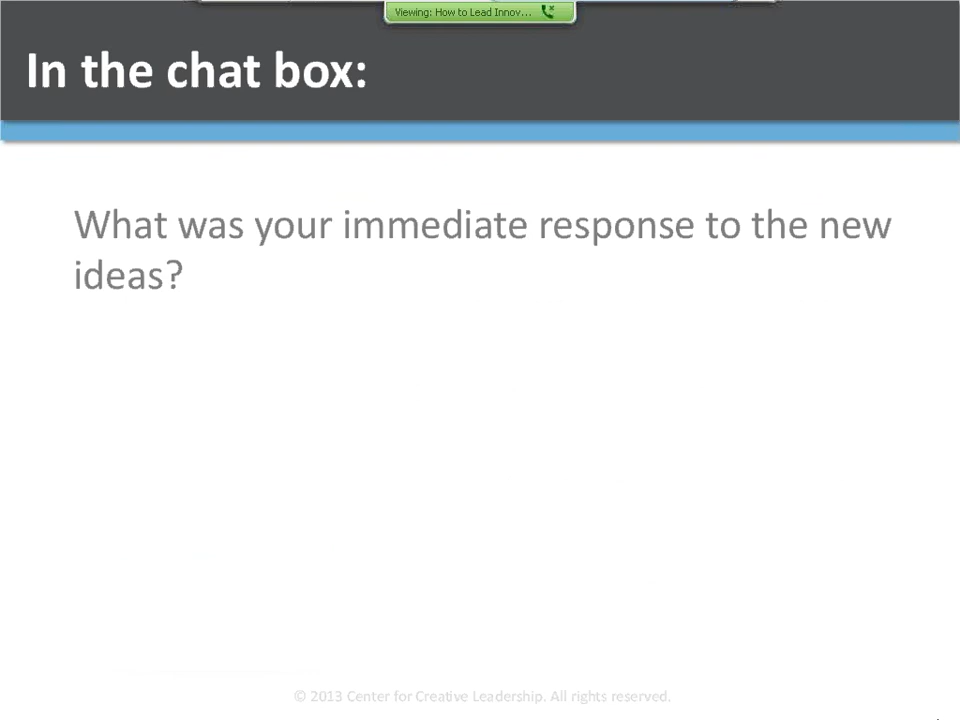 Viewing: How to Lead Innov...
In the chat box:
What was your immediate response to the new
ideas?
© 2013 Center for Creative Leadership. All rights reserved.